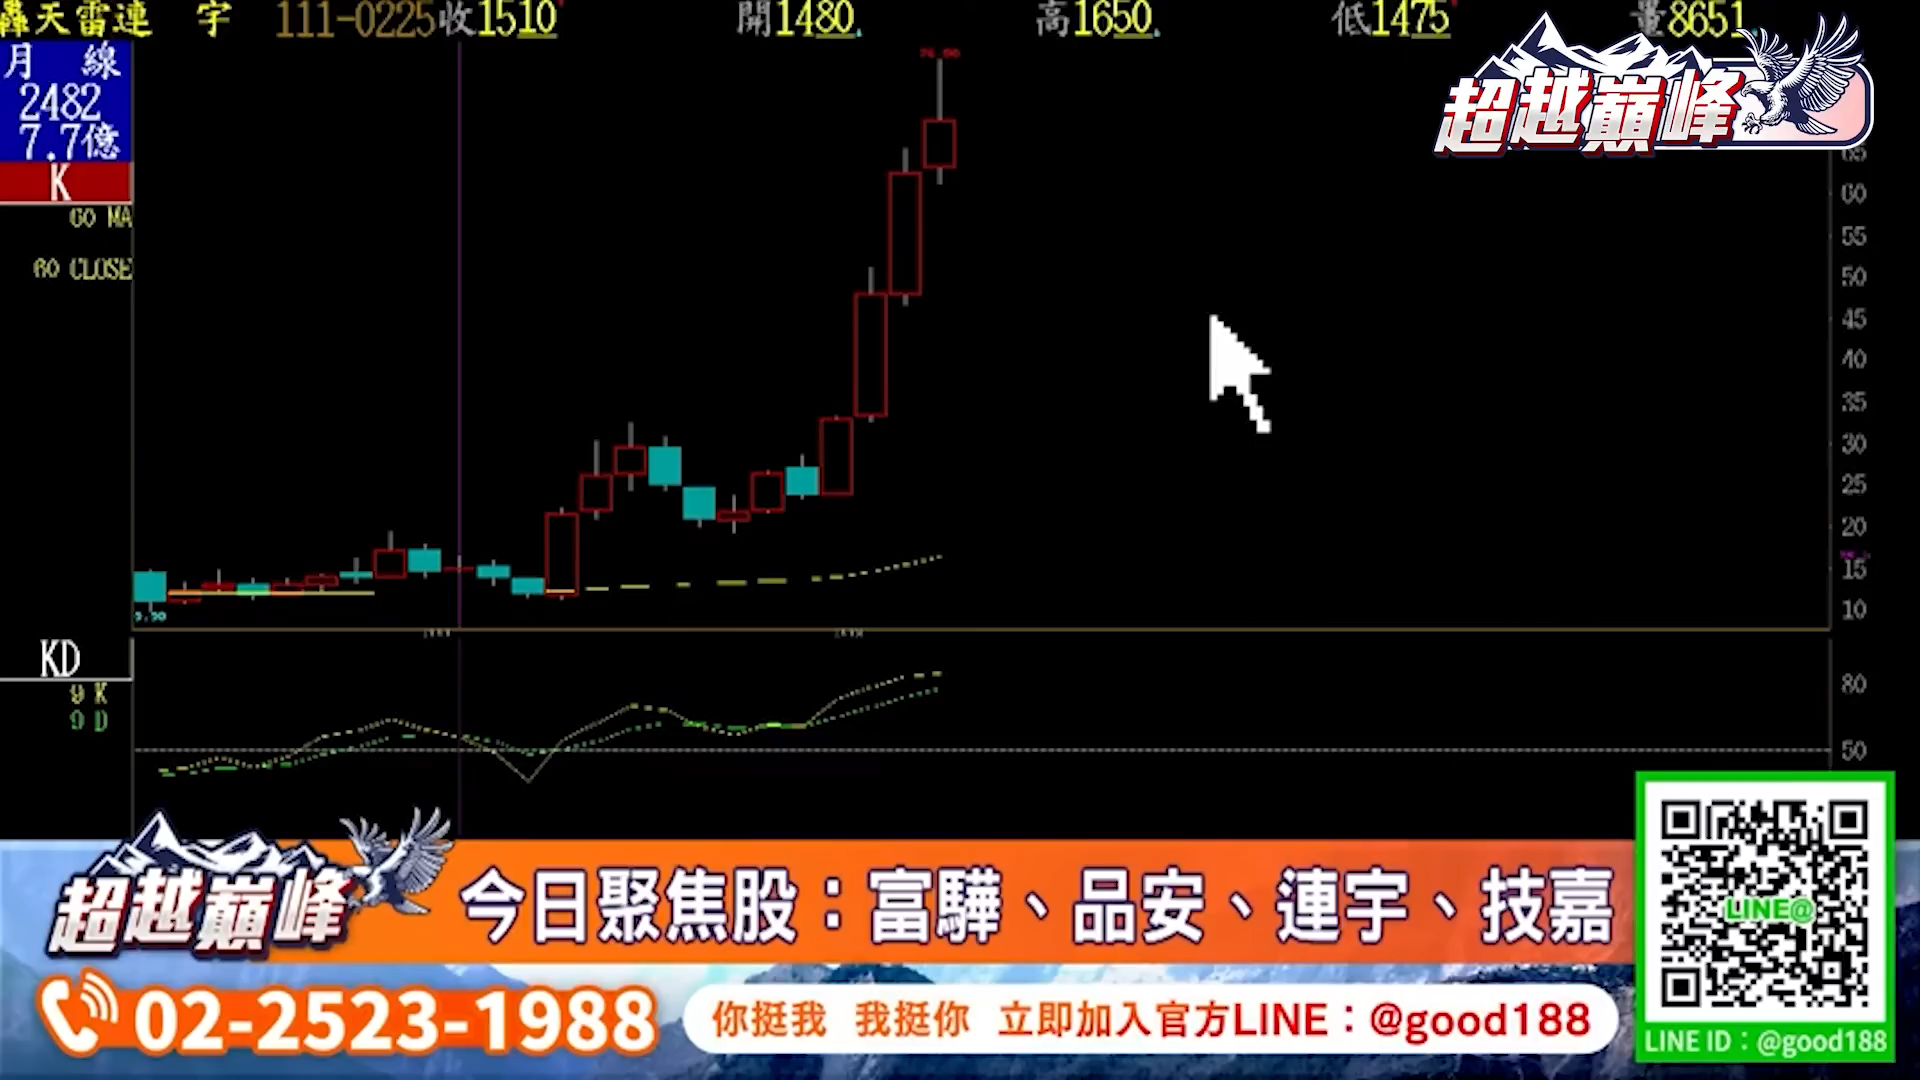 轟天雷連 宇 111-0225收1510 開1480 高1650 低1475 量8651
月 線
2482
7.7億
K
60 MA
60 CLOSE
超越巔峰
65
60
55
50
45
40
35
30
25
20
15
10
KD
9 K
9 D
80
50
超越巔峰
今日聚焦股：富驊、品安、連宇、技嘉
LINE@
02-2523-1988
你挺我 我挺你 立即加入官方LINE：@good188
LINE ID：@good188